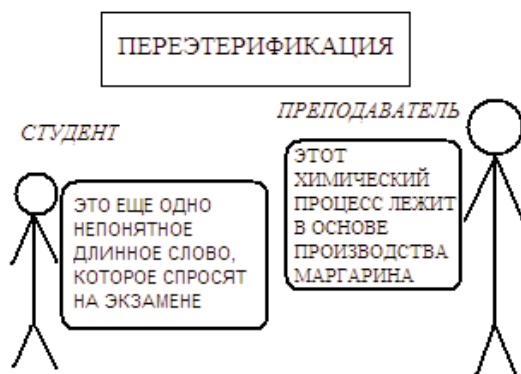 ПЕРЕЭТЕРИФИКАЦИЯ
СТУДЕНТ
ЭТО ЕЩЕ ОДНО
НЕПОНЯТНОЕ
ДЛИННОЕ СЛОВО,
КОТОРОЕ СПРОСЯТ
НА ЭКЗАМЕНЕ
ПРЕПОДАВАТЕЛЬ
ЭТОТ
ХИМИЧЕСКИЙ
ПРОЦЕСС ЛЕЖИТ
В ОСНОВЕ
ПРОИЗВОДСТВА
МАРГАРИНА